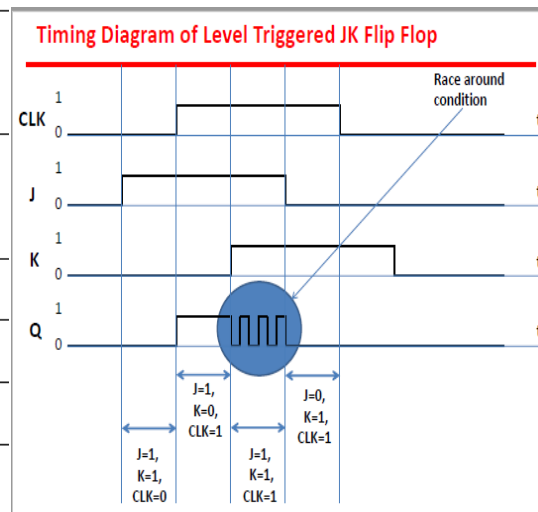 Timing Diagram of Level Triggered JK Flip Flop
Race around
condition
CLK 1
0
t
J 1
0
t
K 1
0
t
Q 1
0
t
J=1,
K=0,
CLK=1
J=0,
K=1,
CLK=1
J=1,
K=1,
CLK=0
J=1,
K=1,
CLK=1